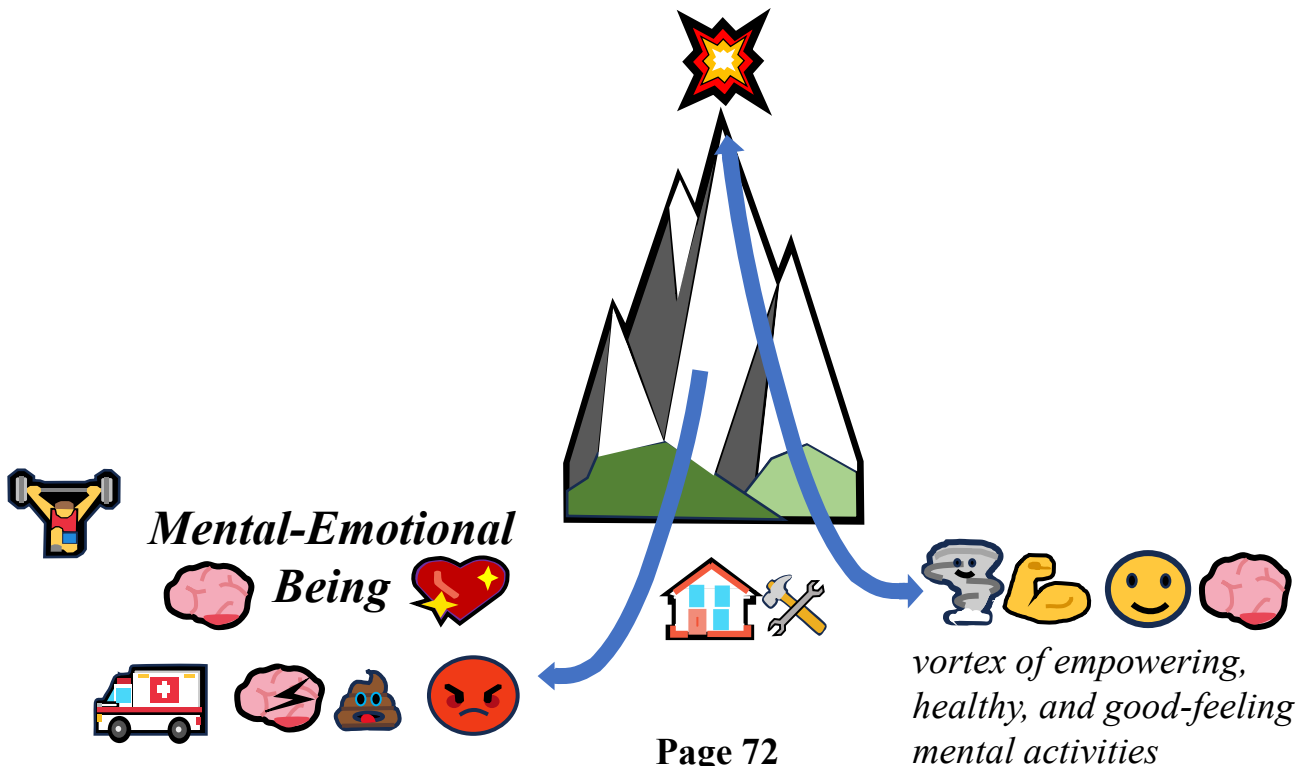 Mental-Emotional
Being
vortex of empowering,
healthy, and good-feeling
mental activities
Page 72